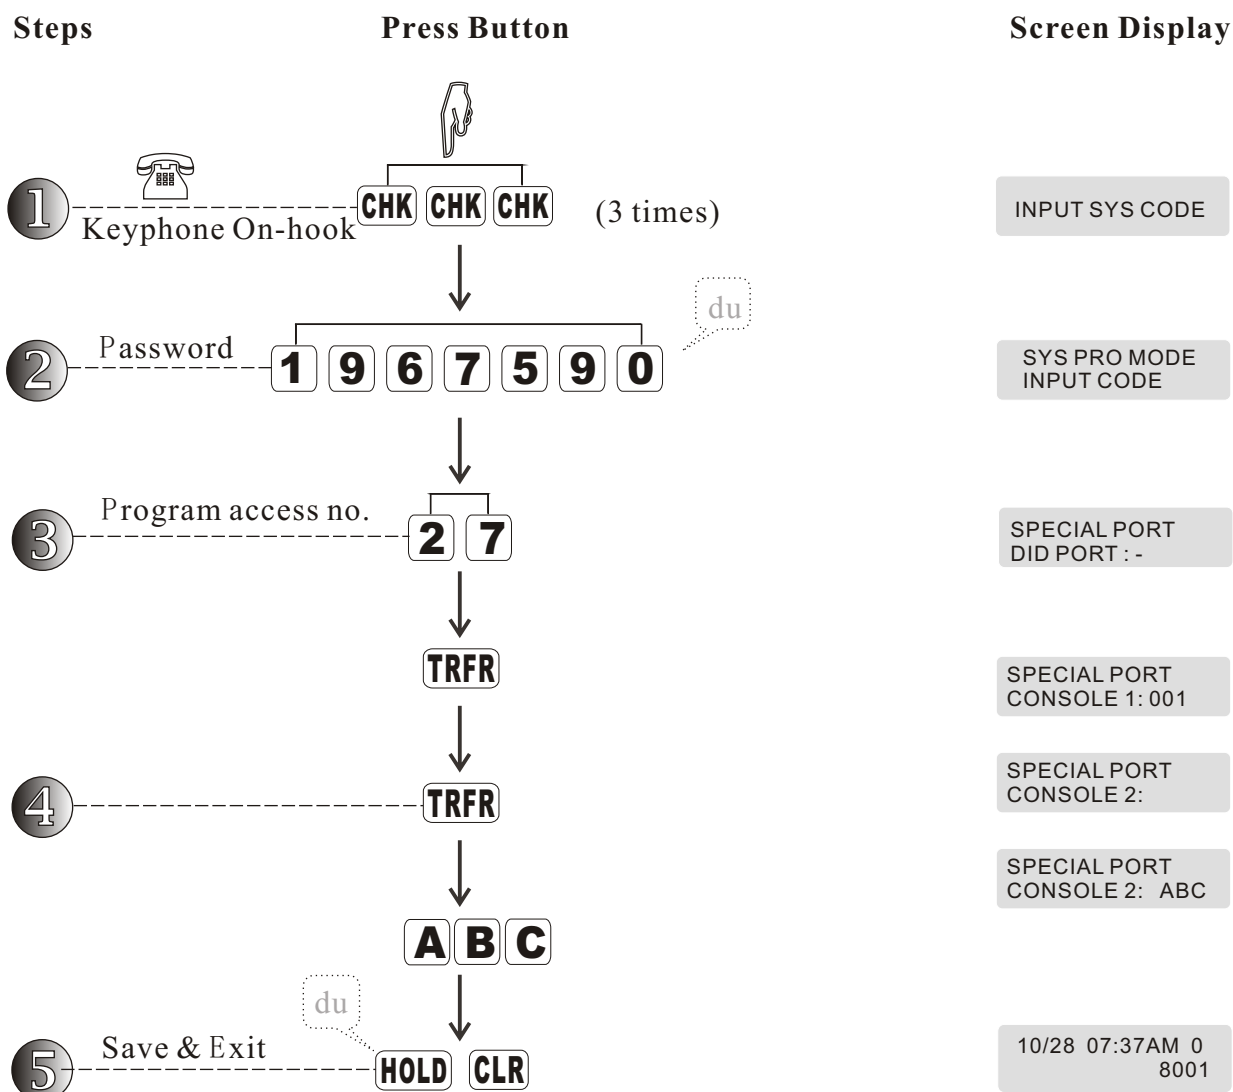 Steps Press Button Screen Display
1 CHK CHK CHK (3 times) INPUT SYS CODE
Keyphone On-hook
du
2 Password 1 9 6 7 5 9 0 SYS PRO MODE
INPUT CODE
3 Program access no. 2 7 SPECIAL PORT
DID PORT : -
TRFR SPECIAL PORT
CONSOLE 1: 001
4 TRFR SPECIAL PORT
CONSOLE 2:
SPECIAL PORT
CONSOLE 2: ABC
A B C
du
5 Save & Exit HOLD CLR 10/28 07:37AM 0
8001